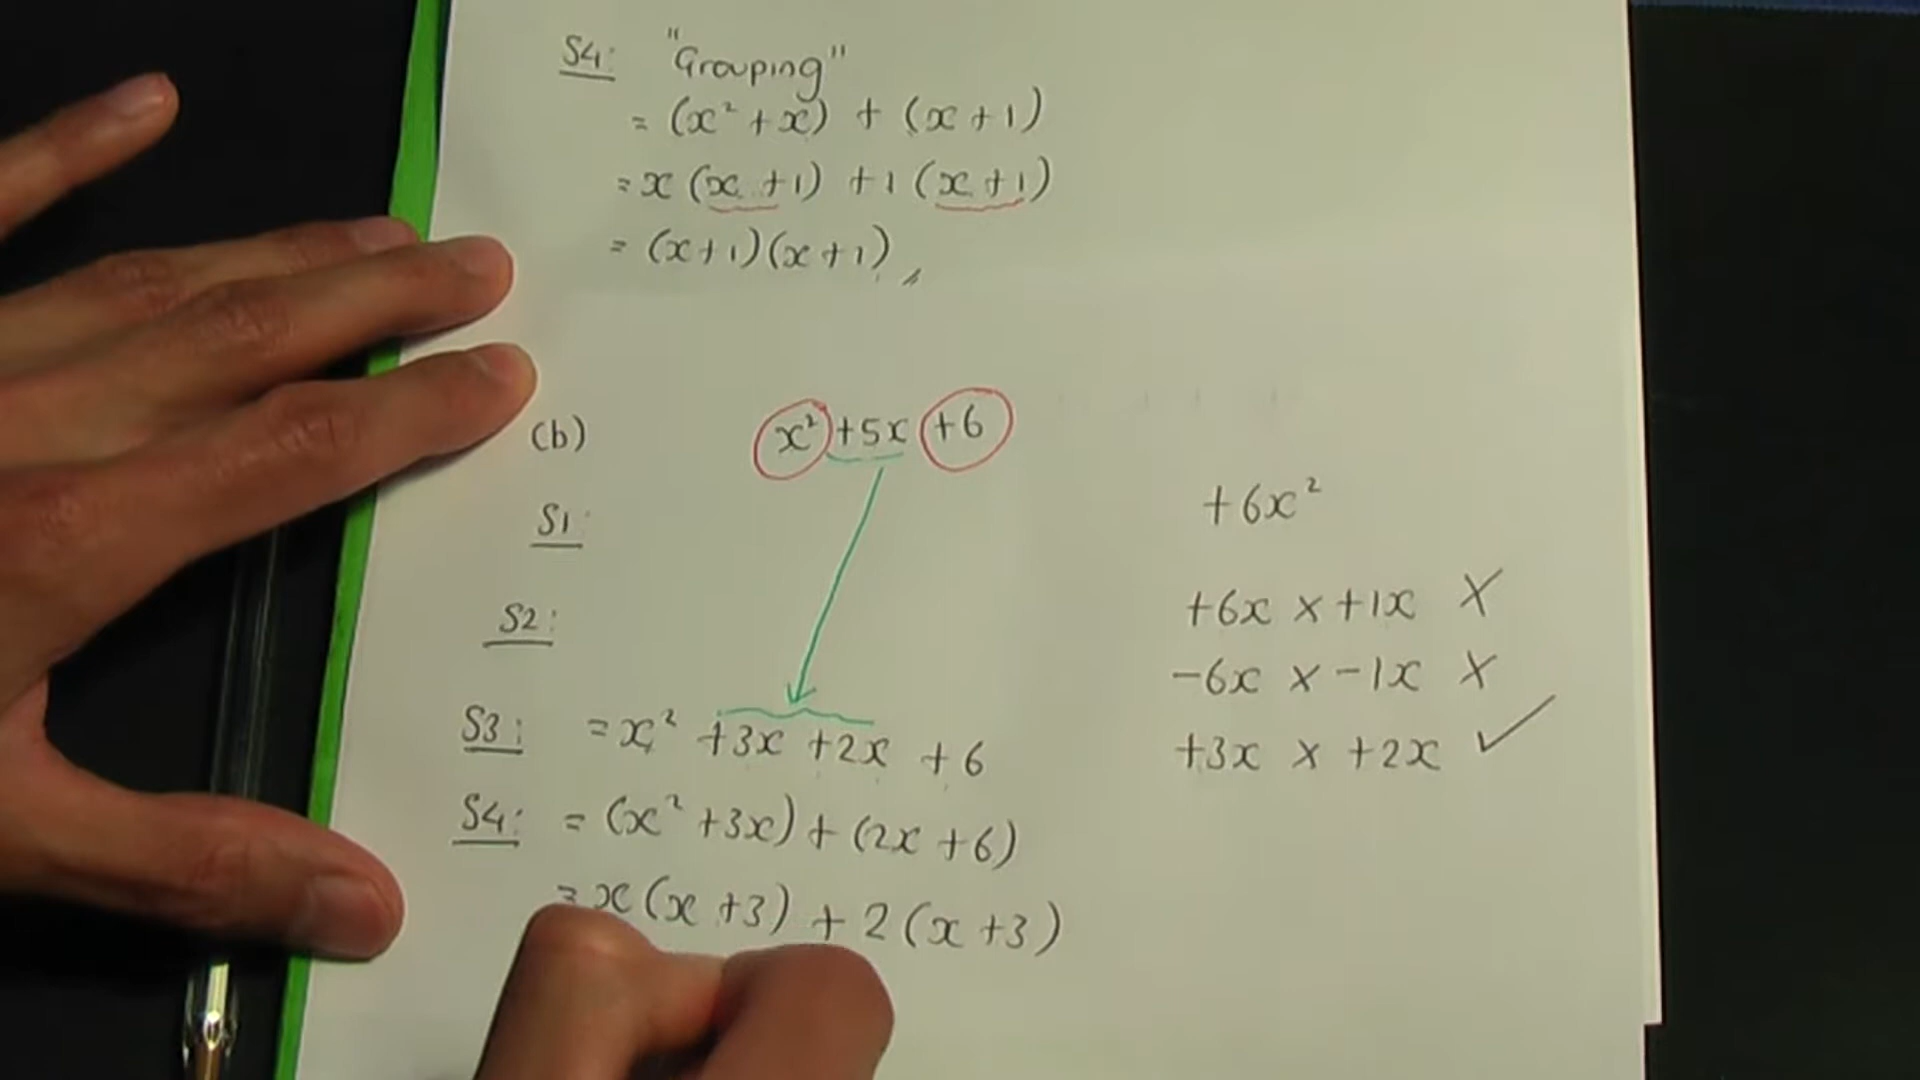 S4: "Grouping"
= (x² + x) + (x + 1)
= x (x + 1) + 1 (x + 1)
= (x + 1)(x + 1)
(b) x² + 5x + 6
S1:
+ 6x²
S2:
+6x × +1x X
-6x × -1x X
+3x × +2x ✓
S3: = x² + 3x + 2x + 6
S4: = (x² + 3x) + (2x + 6)
= x (x + 3) + 2 (x + 3)